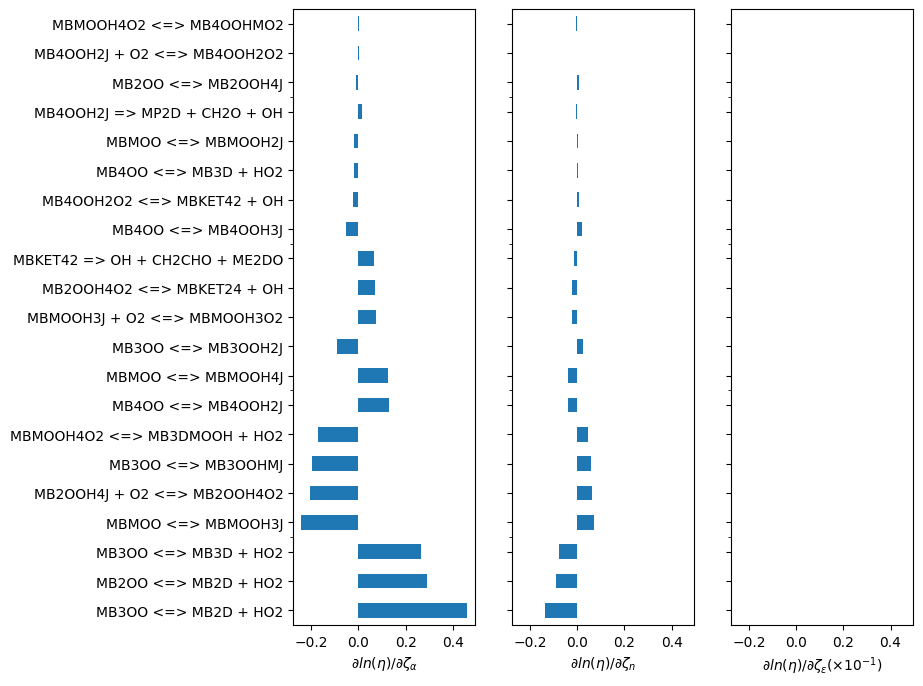 MBMOOH4O2 <=> MB4OOHMO2
MB4OOH2J + O2 <=> MB4OOH2O2
MB2OO <=> MB2OOH4J
MB4OOH2J => MP2D + CH2O + OH
MBMOO <=> MBMOOH2J
MB4OO <=> MB3D + HO2
MB4OOH2O2 <=> MBKET42 + OH
MB4OO <=> MB4OOH3J
MBKET42 => OH + CH2CHO + ME2DO
MB2OOH4O2 <=> MBKET24 + OH
MBMOOH3J + O2 <=> MBMOOH3O2
MB3OO <=> MB3OOH2J
MBMOO <=> MBMOOH4J
MB4OO <=> MB4OOH2J
MBMOOH4O2 <=> MB3DMOOH + HO2
MB3OO <=> MB3OOHMJ
MB2OOH4J + O2 <=> MB2OOH4O2
MBMOO <=> MBMOOH3J
MB3OO <=> MB3D + HO2
MB2OO <=> MB2D + HO2
MB3OO <=> MB2D + HO2
−0.2 0.0 0.2 0.4 −0.2 0.0 0.2 0.4 −0.2 0.0 0.2 0.4
∂ln(η)/∂ζα ∂ln(η)/∂ζn ∂ln(η)/∂ζε(×10⁻¹)